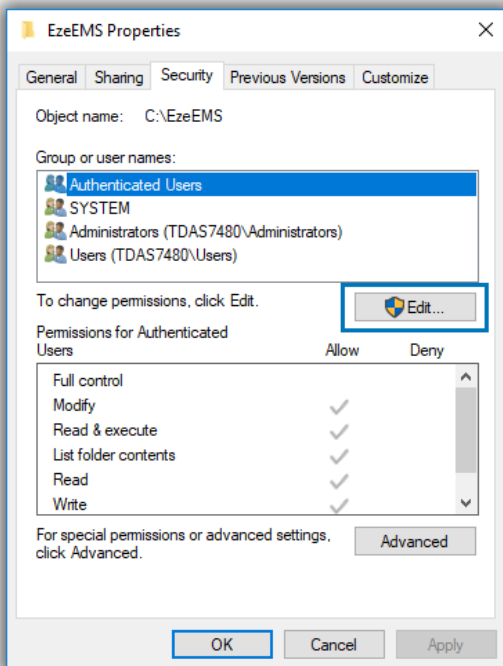 EzeEMS Properties
General Sharing Security Previous Versions Customize
Object name: C:\EzeEMS
Group or user names:
Authenticated Users
SYSTEM
Administrators (TDAS7480\Administrators)
Users (TDAS7480\Users)
To change permissions, click Edit.
Edit...
Permissions for Authenticated
Users Allow Deny
Full control
Modify
Read & execute
List folder contents
Read
Write
For special permissions or advanced settings,
click Advanced.
Advanced
OK Cancel Apply